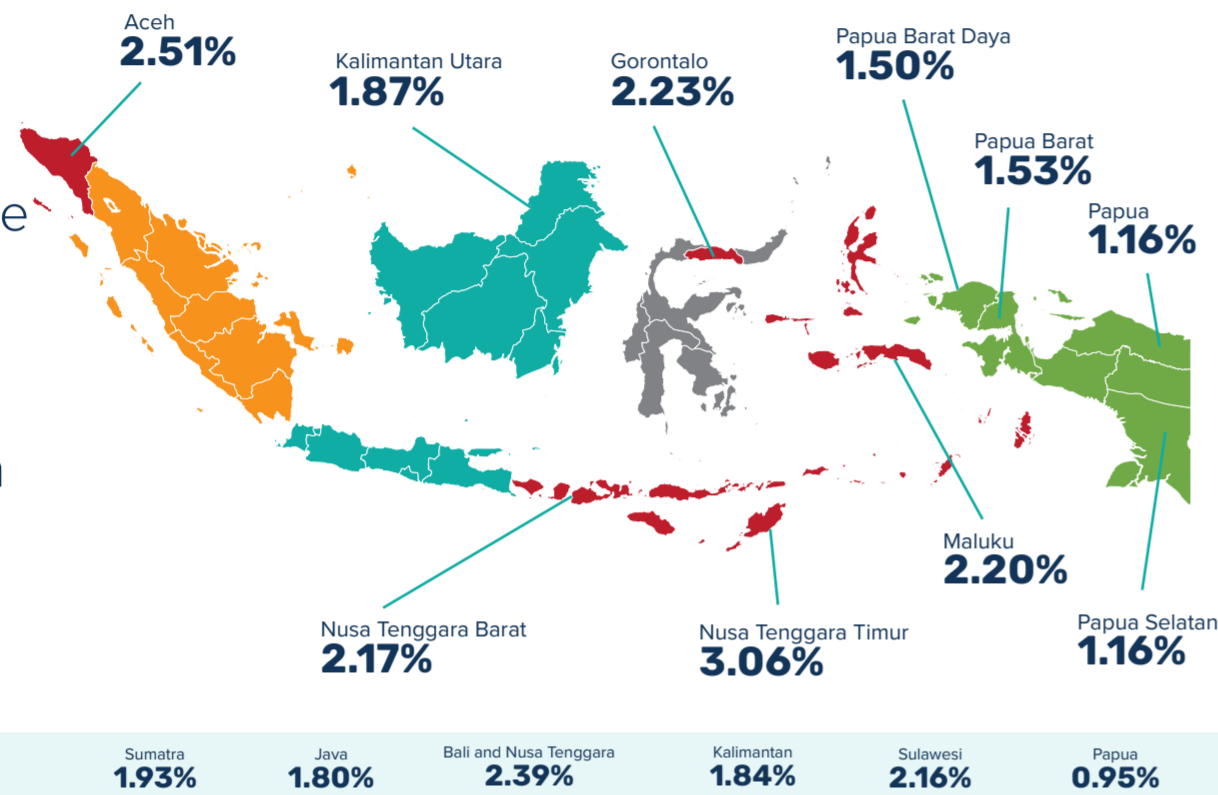 Aceh
2.51%
Kalimantan Utara
1.87%
Gorontalo
2.23%
Papua Barat Daya
1.50%
Papua Barat
1.53%
Papua
1.16%
e
Maluku
2.20%
Nusa Tenggara Barat
2.17%
Nusa Tenggara Timur
3.06%
Papua Selatan
1.16%
Sumatra
1.93%
Java
1.80%
Bali and Nusa Tenggara
2.39%
Kalimantan
1.84%
Sulawesi
2.16%
Papua
0.95%